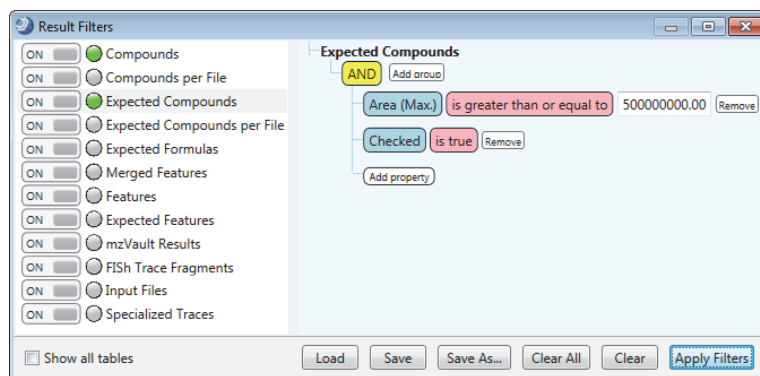 Result Filters
ON Compounds
ON Compounds per File
ON Expected Compounds
ON Expected Compounds per File
ON Expected Formulas
ON Merged Features
ON Features
ON Expected Features
ON mzVault Results
ON FISh Trace Fragments
ON Input Files
ON Specialized Traces
Expected Compounds
AND Add group
Area (Max.) is greater than or equal to 500000000.00 Remove
Checked is true Remove
Add property
Show all tables Load Save Save As... Clear All Clear Apply Filters